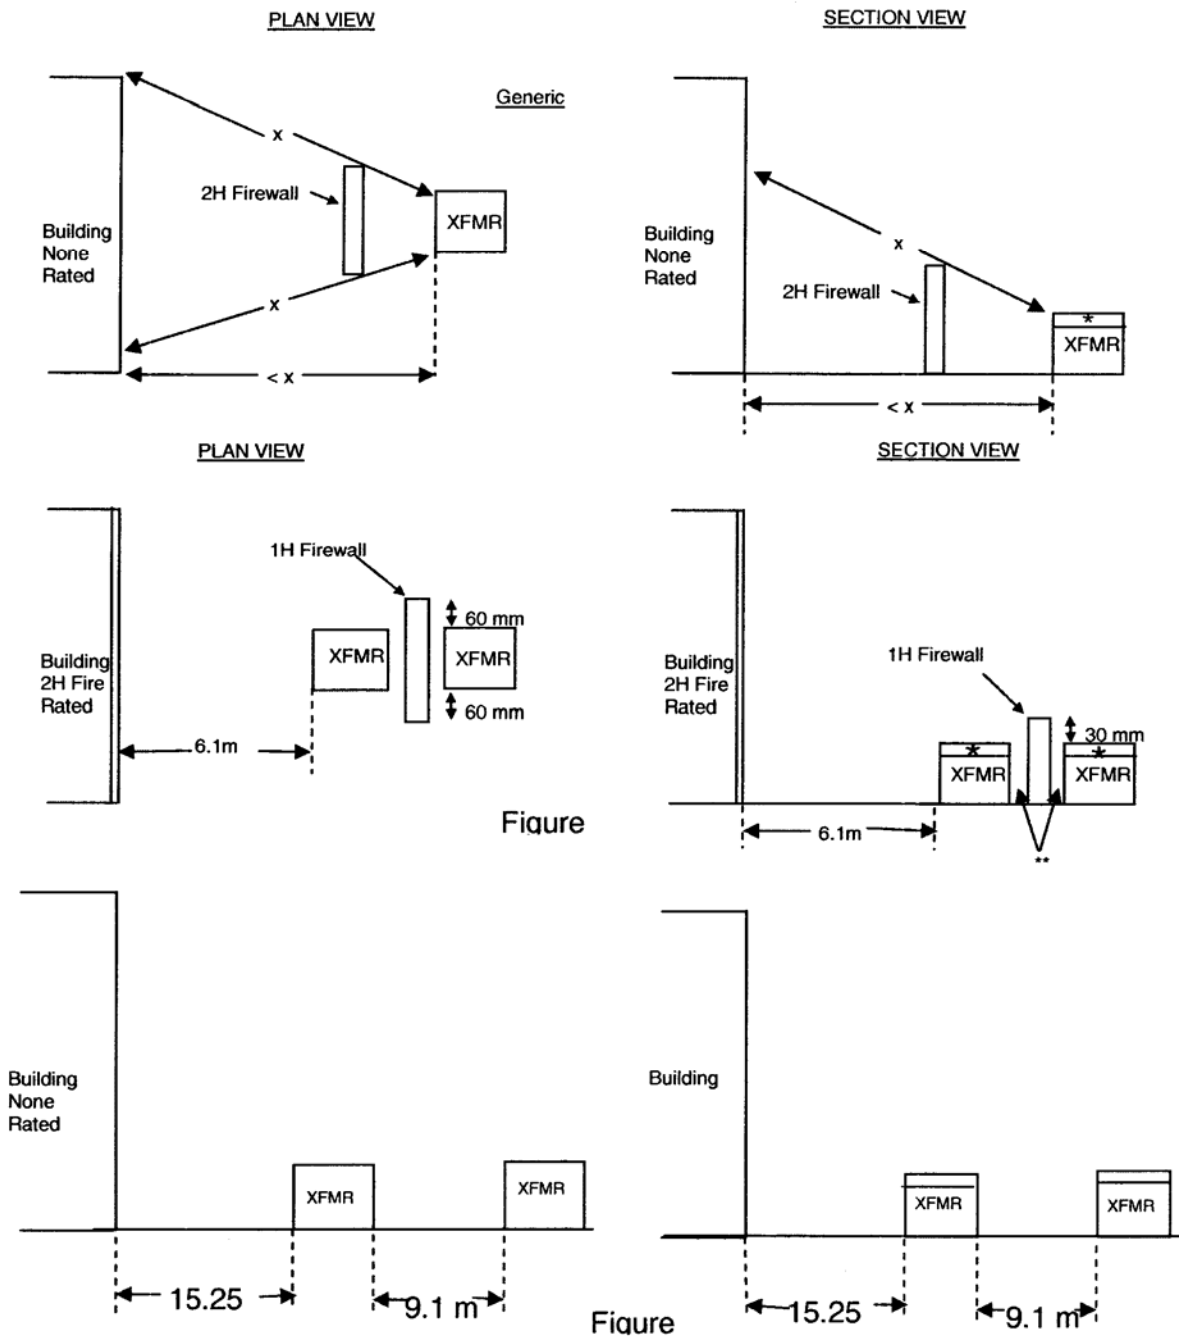 PLAN VIEW
SECTION VIEW
Generic
x
2H Firewall
XFMR
Building
None
Rated
x
< x
Building
None
Rated
x
2H Firewall
*
XFMR
< x
PLAN VIEW
SECTION VIEW
1H Firewall
60 mm
XFMR
XFMR
60 mm
Building
2H Fire
Rated
6.1m
Building
2H Fire
Rated
1H Firewall
30 mm
*
*
XFMR
XFMR
6.1m
**
Figure
Building
None
Rated
XFMR
XFMR
15.25
9.1 m
Building
XFMR
XFMR
15.25
9.1 m
Figure